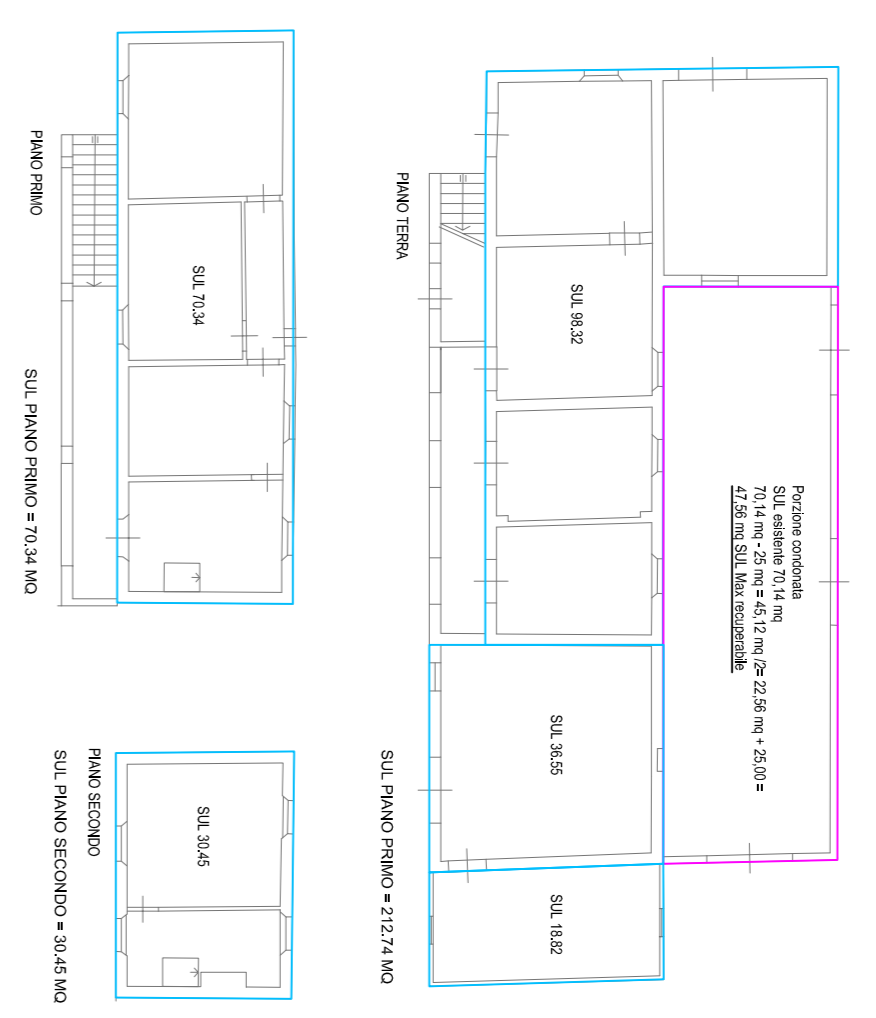 PIANO PRIMO
SUL 70.34
SUL PIANO PRIMO = 70.34 MQ
PIANO TERRA
SUL 98.32
Porzione condonata
SUL esistente 70,14 mq
70,14 mq - 25 mq = 45,12 mq /2= 22,56 mq + 25,00 =
47,56 mq SUL Max recuperabile
SUL 36.55
SUL 18.82
SUL PIANO PRIMO = 212.74 MQ
PIANO SECONDO
SUL 30.45
SUL PIANO SECONDO = 30.45 MQ